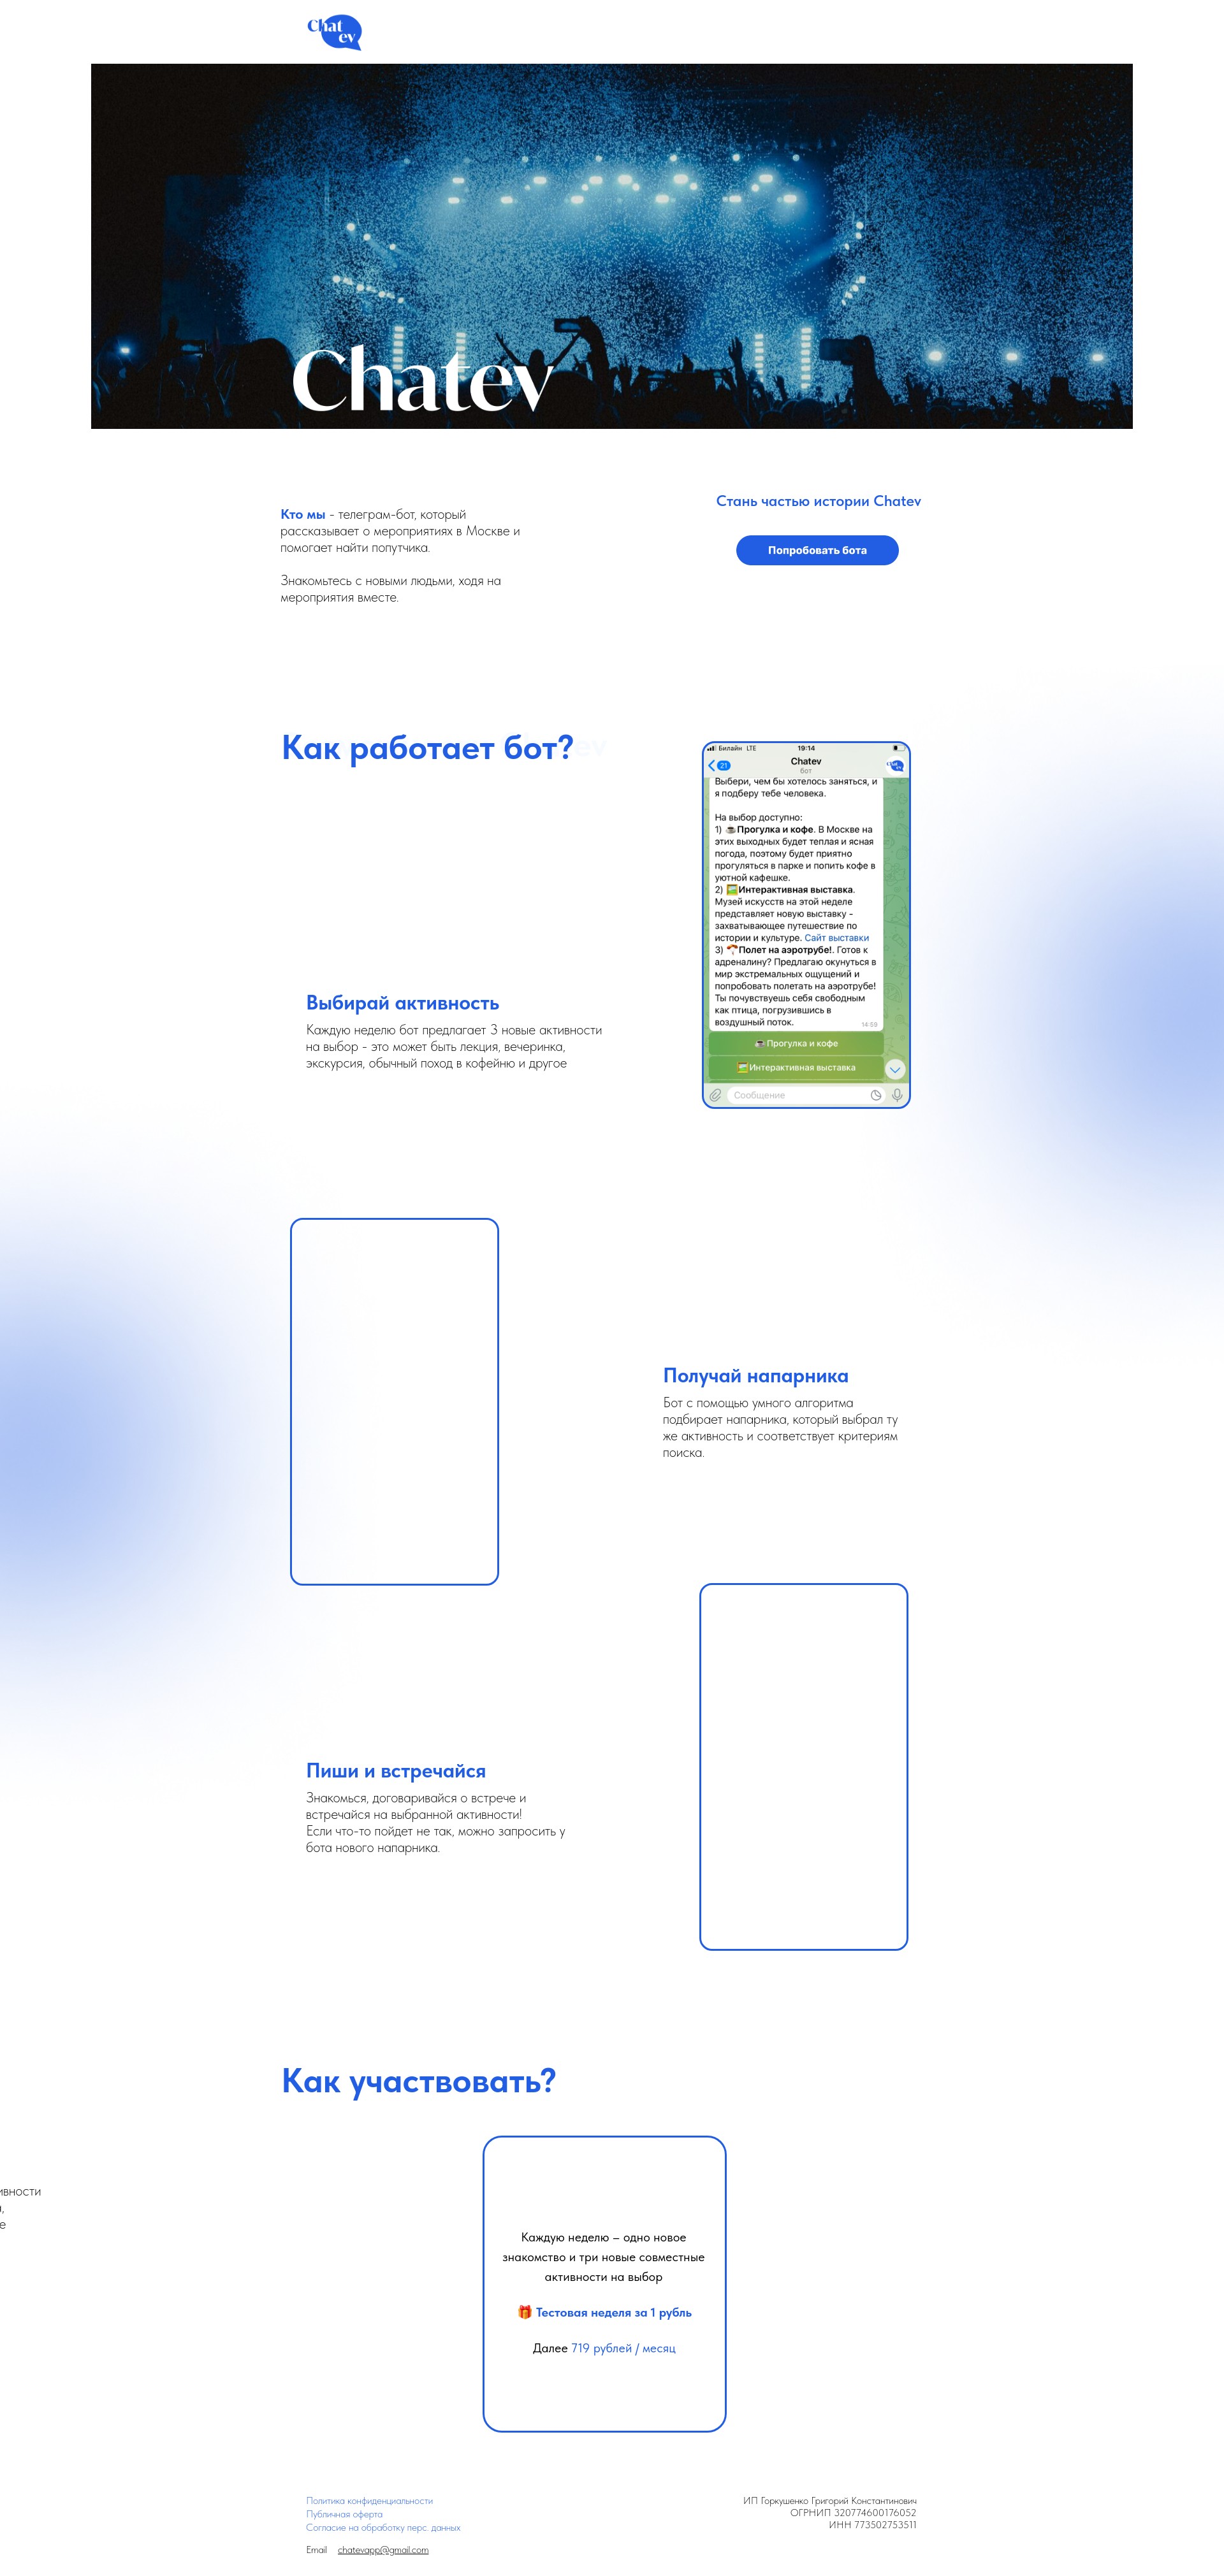 Chat
ev
Chatev
Кто мы - телеграм-бот, который
рассказывает о мероприятиях в Москве и
помогает найти попутчика.
Знакомьтесь с новыми людьми, ходя на
мероприятия вместе.
Стань частью истории Chatev
Попробовать бота
Как работает бот?
Билайн LTE 19:14
21
Chatev
бот
Выбери, чем бы хотелось заняться, и
я подберу тебе человека.
На выбор доступно:
1) ☕Прогулка и кофе. В Москве на
этих выходных будет теплая и ясная
погода, поэтому будет приятно
прогуляться в парке и попить кофе в
уютной кафешке.
2) 🖼️Интерактивная выставка.
Музей искусств на этой неделе
представляет новую выставку -
захватывающее путешествие по
истории и культуре. Сайт выставки
3) 🪂Полет на аэротрубе!. Готов к
адреналину? Предлагаю окунуться в
мир экстремальных ощущений и
попробовать полетать на аэротрубе!
Ты почувствуешь себя свободным
как птица, погрузившись в
воздушный поток.
14:59
☕Прогулка и кофе
🖼️Интерактивная выставка
Сообщение
Выбирай активность
Каждую неделю бот предлагает 3 новые активности
на выбор - это может быть лекция, вечеринка,
экскурсия, обычный поход в кофейню и другое
Получай напарника
Бот с помощью умного алгоритма
подбирает напарника, который выбрал ту
же активность и соответствует критериям
поиска.
Пиши и встречайся
Знакомься, договаривайся о встрече и
встречайся на выбранной активности!
Если что-то пойдет не так, можно запросить у
бота нового напарника.
Как участвовать?
Каждую неделю – одно новое
знакомство и три новые совместные
активности на выбор
🎁 Тестовая неделя за 1 рубль
Далее 719 рублей / месяц
Политика конфиденциальности
Публичная оферта
Согласие на обработку перс. данных
Email chatevapp@gmail.com
ИП Горкушенко Григорий Константинович
ОГРНИП 320774600176052
ИНН 773502753511